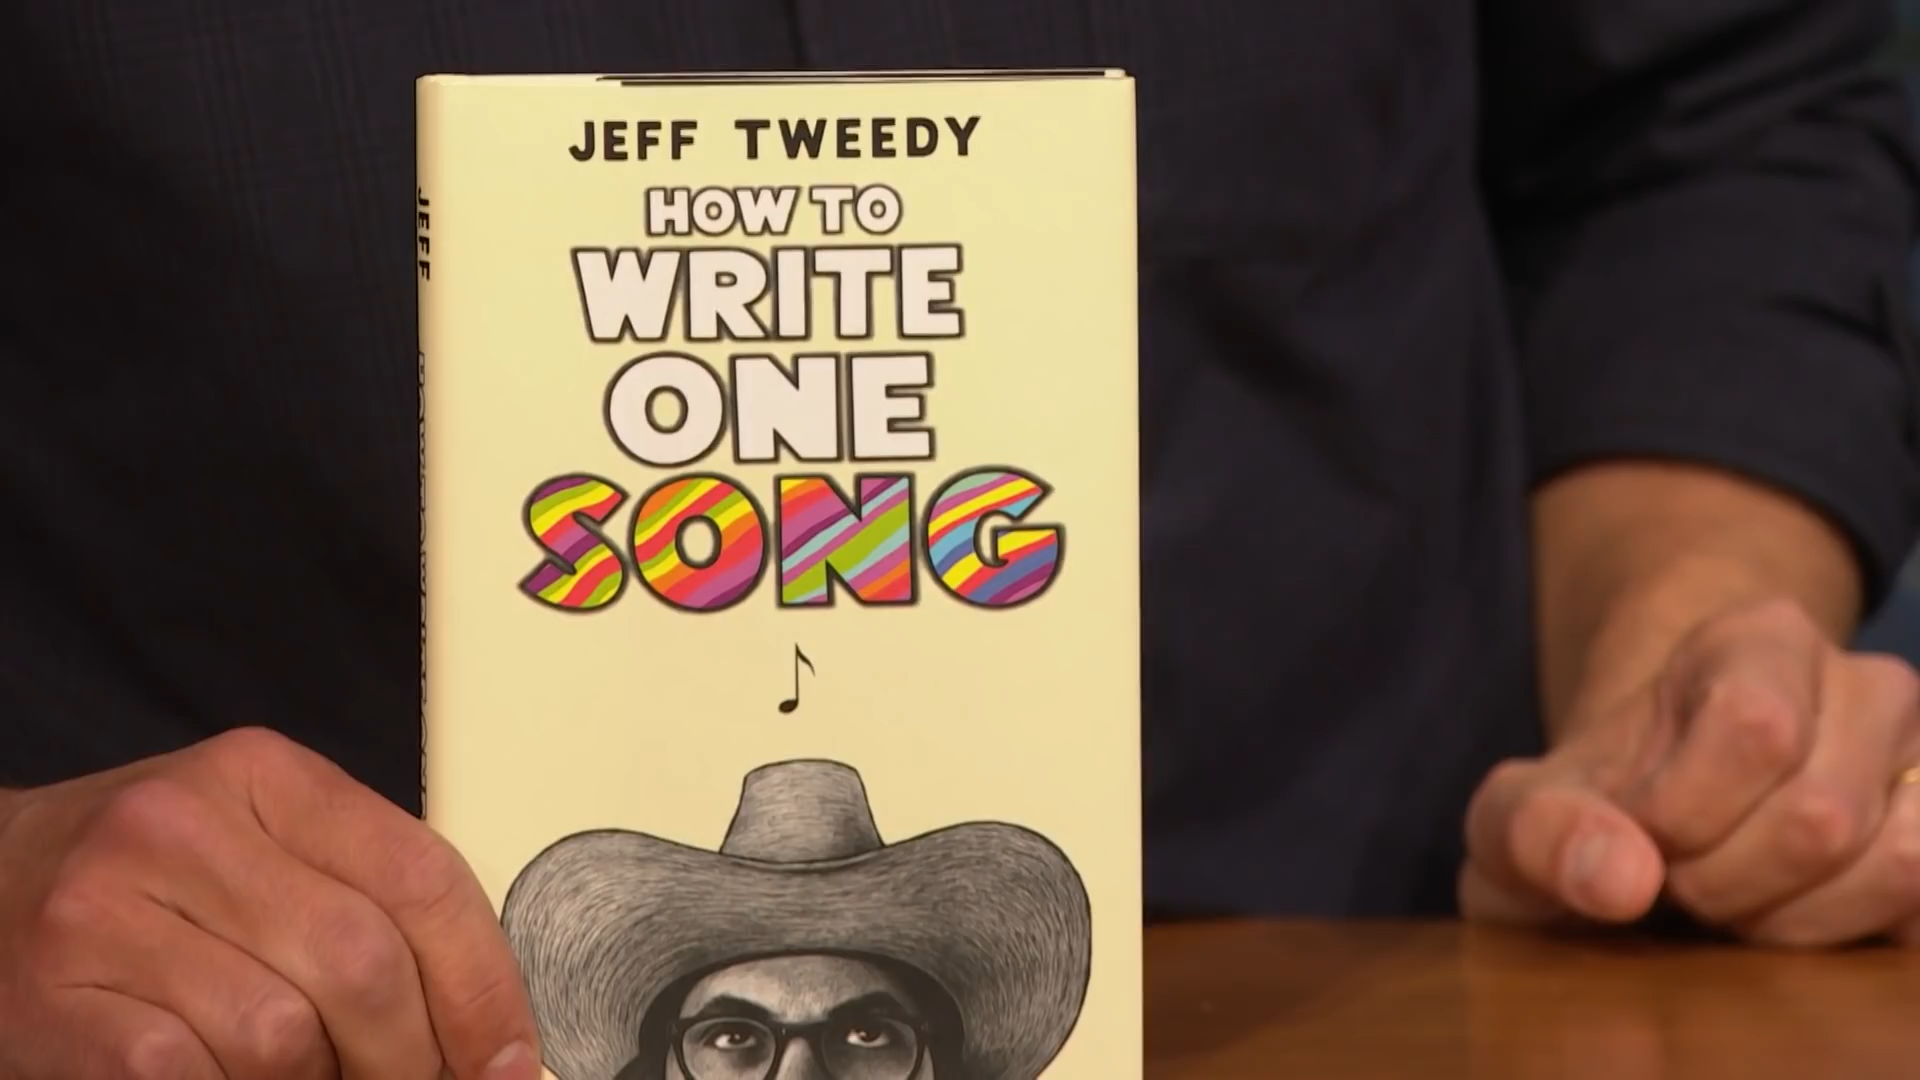 JEFF TWEEDY
HOW TO
WRITE
ONE
SONG
JEFF